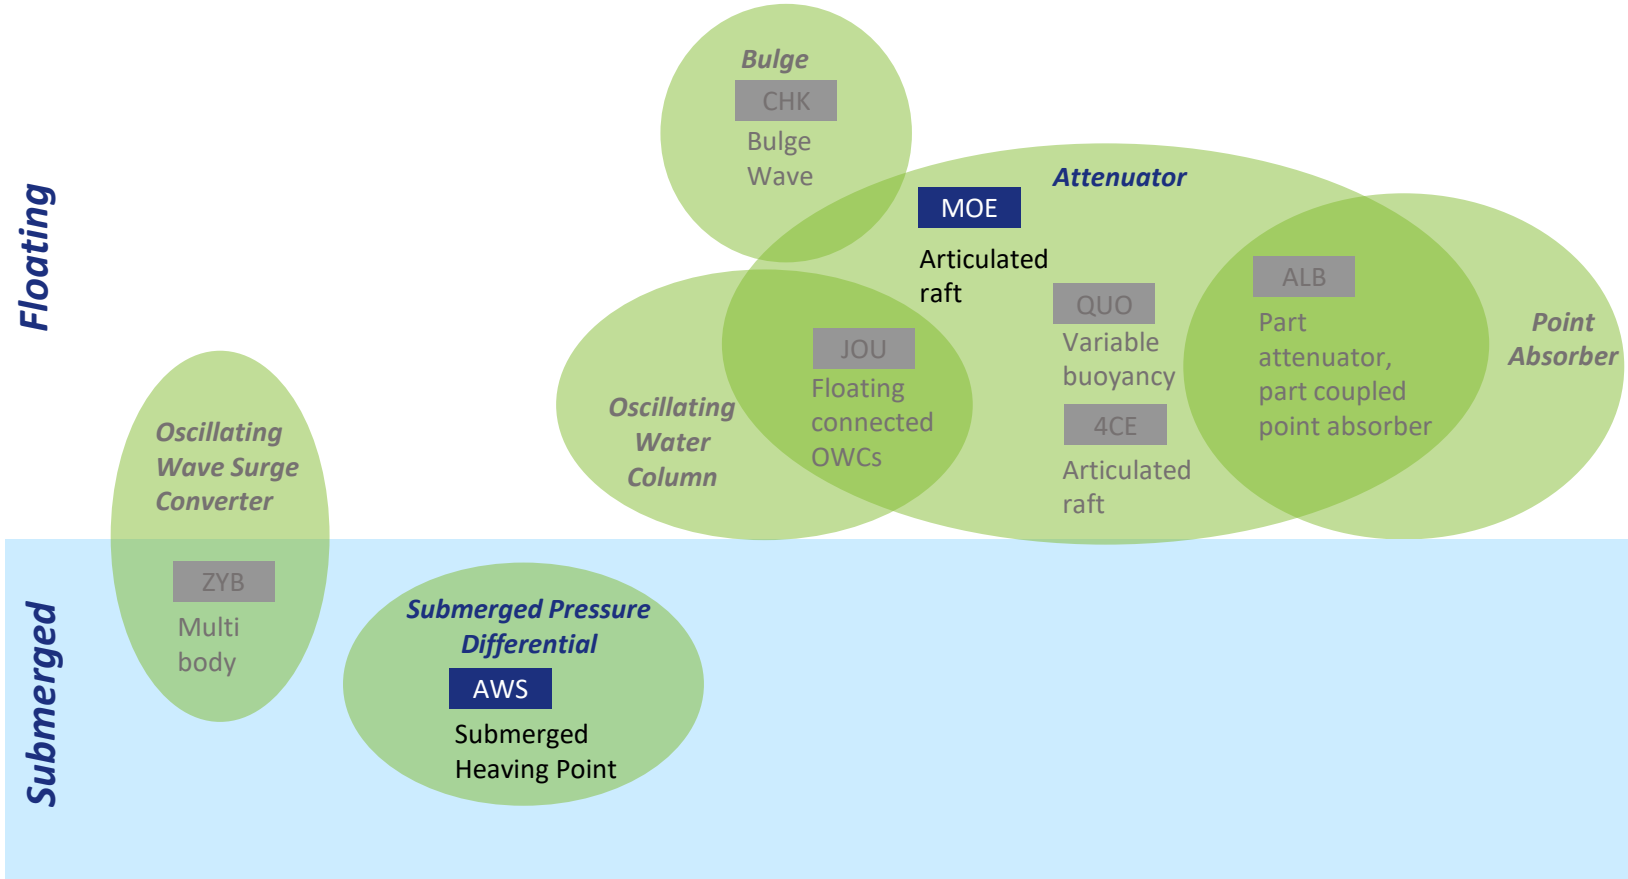 Floating
Bulge
CHK
Bulge
Wave
Attenuator
MOE
Articulated
raft
QUO
Variable
buoyancy
4CE
Articulated
raft
ALB
Part
attenuator,
part coupled
point absorber
Point
Absorber
Oscillating
Water
Column
JOU
Floating
connected
OWCs
Oscillating
Wave Surge
Converter
ZYB
Multi
body
Submerged
Submerged Pressure
Differential
AWS
Submerged
Heaving Point